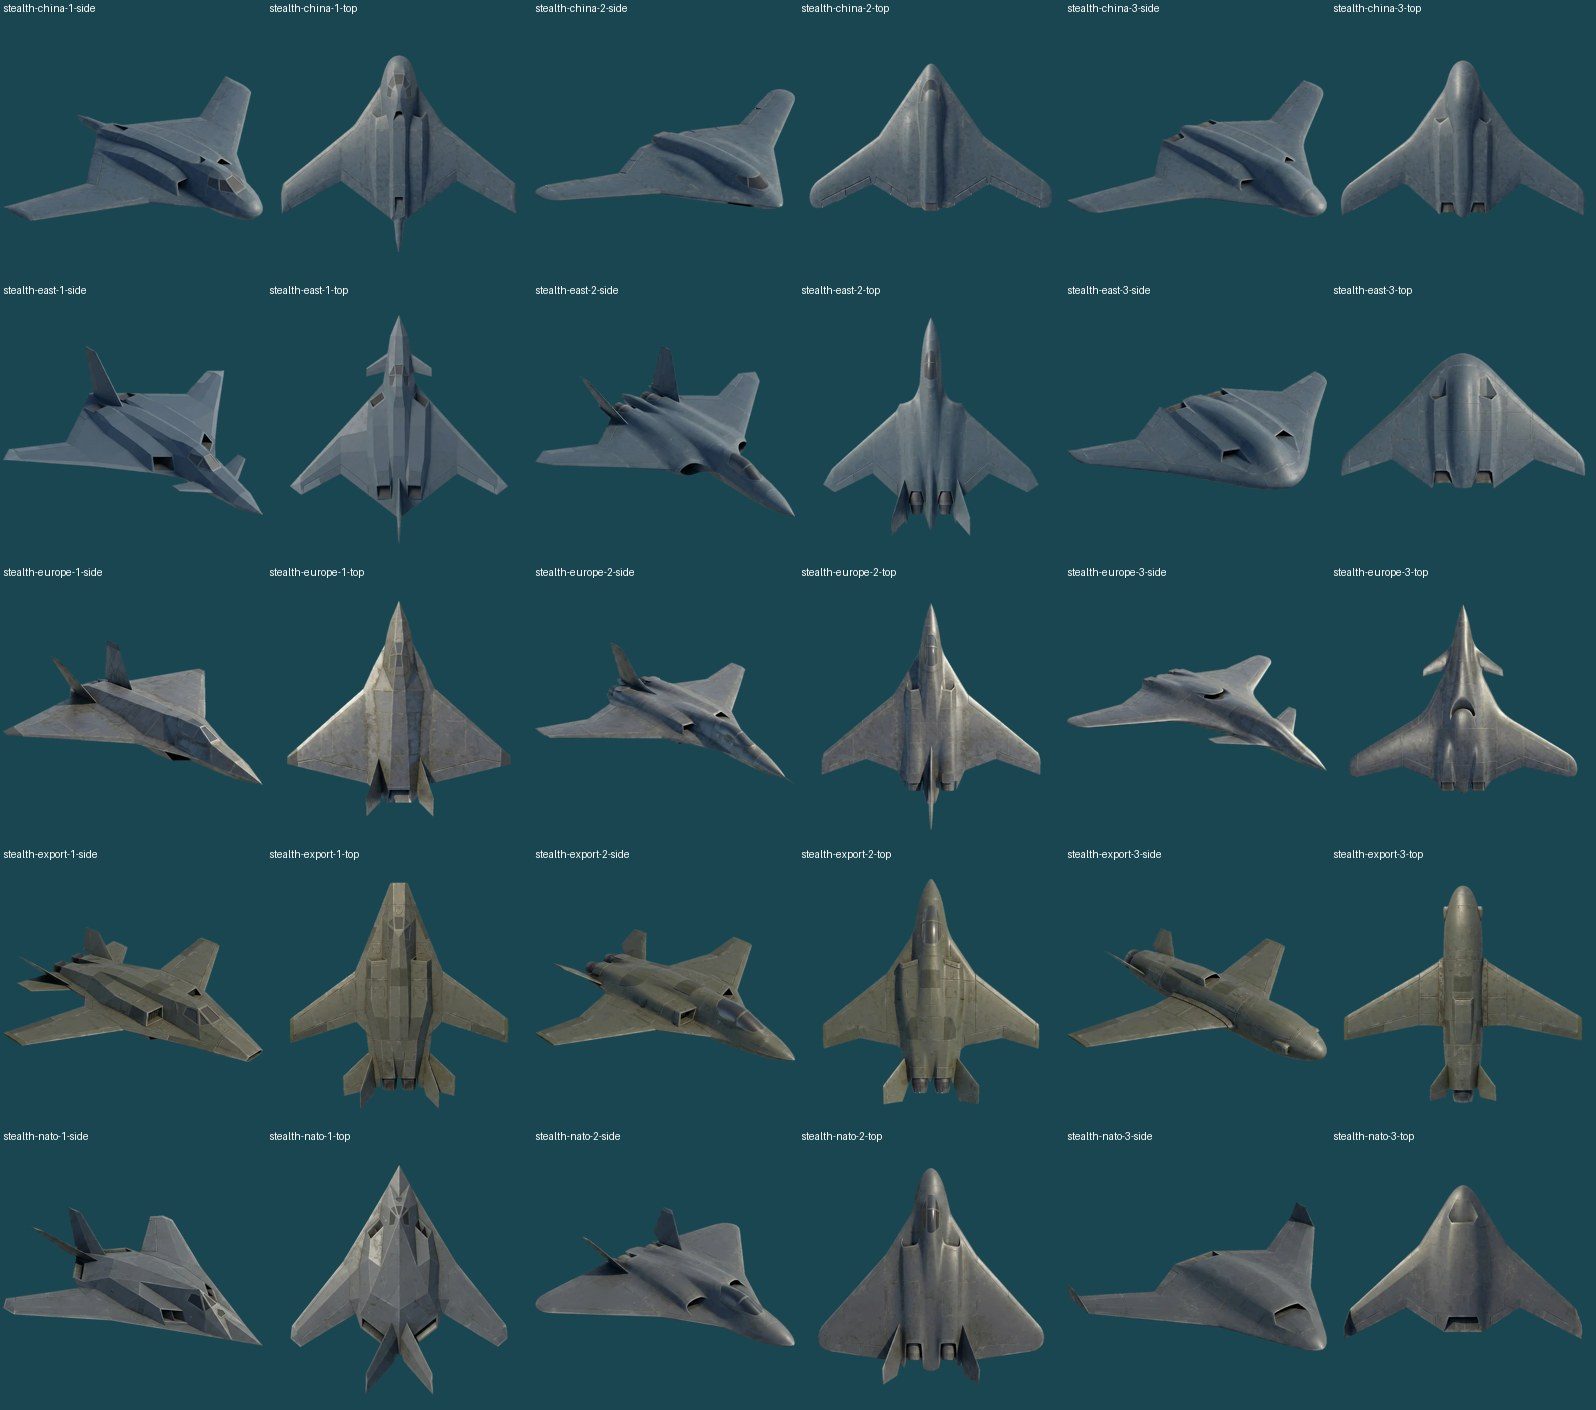 stealth-china-1-side
stealth-china-1-top
stealth-china-2-side
stealth-china-2-top
stealth-china-3-side
stealth-china-3-top
stealth-east-1-side
stealth-east-1-top
stealth-east-2-side
stealth-east-2-top
stealth-east-3-side
stealth-east-3-top
stealth-europe-1-side
stealth-europe-1-top
stealth-europe-2-side
stealth-europe-2-top
stealth-europe-3-side
stealth-europe-3-top
stealth-export-1-side
stealth-export-1-top
stealth-export-2-side
stealth-export-2-top
stealth-export-3-side
stealth-export-3-top
stealth-nato-1-side
stealth-nato-1-top
stealth-nato-2-side
stealth-nato-2-top
stealth-nato-3-side
stealth-nato-3-top